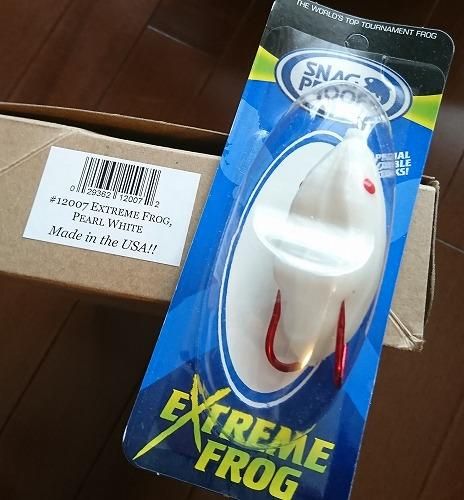 THE WORLD'S TOP TOURNAMENT FROG
SNAG
PROOF
0 29362 12007 2
#12007 EXTREME FROG,
PEARL WHITE
Made in the USA!!
EXTREME
FROG